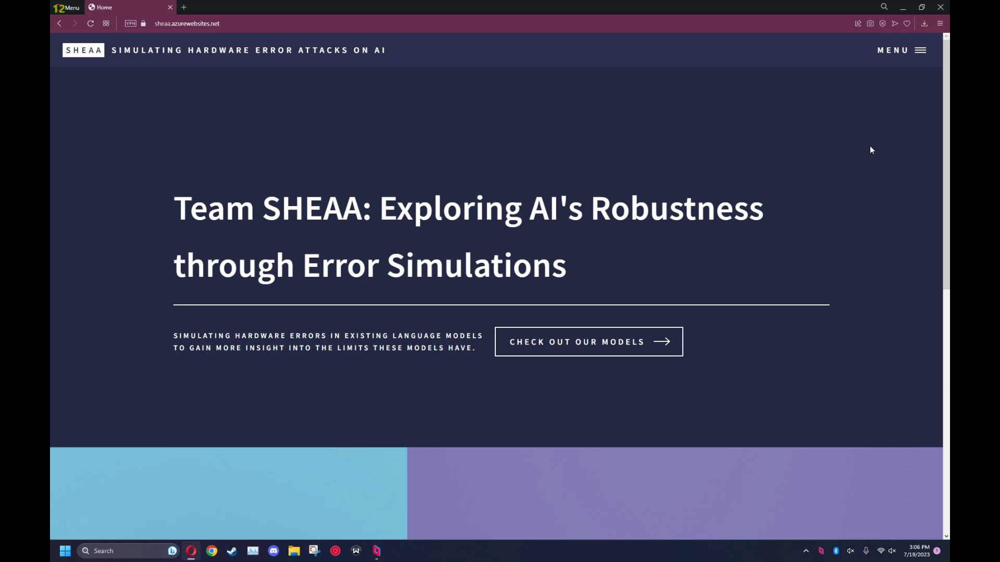 12 Menu
Home
VPN
sheaa.azurewebsites.net
SHEAA SIMULATING HARDWARE ERROR ATTACKS ON AI
MENU
Team SHEAA: Exploring AI's Robustness
through Error Simulations
SIMULATING HARDWARE ERRORS IN EXISTING LANGUAGE MODELS
TO GAIN MORE INSIGHT INTO THE LIMITS THESE MODELS HAVE.
CHECK OUT OUR MODELS
Search
3:06 PM
7/19/2023
1